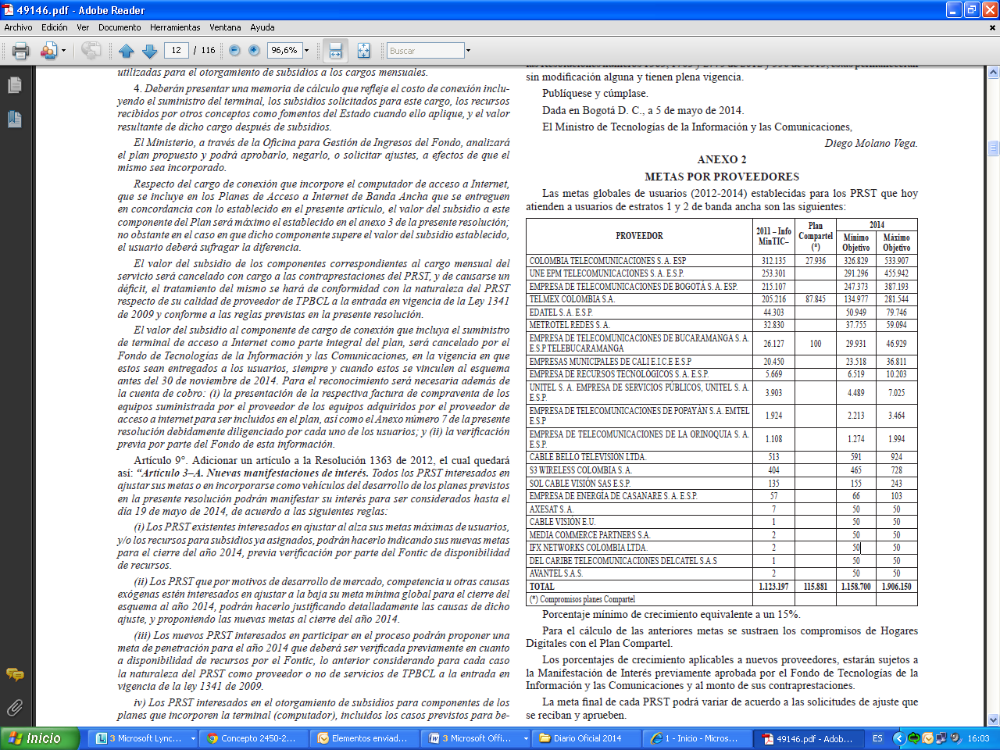 49146.pdf - Adobe Reader
Archivo Edición Ver Documento Herramientas Ventana Ayuda
12 / 116 96,6% Buscar
utilizadas para el otorgamiento de subsidios a los cargos mensuales.
4. Deberán presentar una memoria de cálculo que refleje el costo de conexión inclu-
yendo el suministro del terminal, los subsidios solicitados para este cargo, los recursos
recibidos por otros conceptos como fomentos del Estado cuando ello aplique, y el valor
resultante de dicho cargo después de subsidios.
El Ministerio, a través de la Oficina para Gestión de Ingresos del Fondo, analizará
el plan propuesto y podrá aprobarlo, negarlo, o solicitar ajustes, a efectos de que el
mismo sea incorporado.
Respecto del cargo de conexión que incorpore el computador de acceso a Internet,
que se incluye en los Planes de Acceso a Internet de Banda Ancha que se entreguen
en concordancia con lo establecido en el presente artículo, el valor del subsidio a este
componente del Plan será máximo el establecido en el anexo 3 de la presente resolución;
no obstante en el caso en que dicho componente supere el valor del subsidio establecido,
el usuario deberá sufragar la diferencia.
El valor del subsidio de los componentes correspondientes al cargo mensual del
servicio será cancelado con cargo a las contraprestaciones del PRST, y de causarse un
déficit, el tratamiento del mismo se hará de conformidad con la naturaleza del PRST
respecto de su calidad de proveedor de TPBCL a la entrada en vigencia de la Ley 1341
de 2009 y conforme a las reglas previstas en la presente resolución.
El valor del subsidio al componente de cargo de conexión que incluya el suministro
de terminal de acceso a Internet como parte integral del plan, será cancelado por el
Fondo de Tecnologías de la Información y las Comunicaciones, en la vigencia en que
estos sean entregados a los usuarios, siempre y cuando estos se vinculen al esquema
antes del 30 de noviembre de 2014. Para el reconocimiento será necesaria además de
la cuenta de cobro: (i) la presentación de la respectiva factura de compraventa de los
equipos suministrada por el proveedor de los equipos adquiridos por el proveedor de
acceso a internet para ser incluidos en el plan, así como el Anexo número 7 de la presente
resolución debidamente diligenciado por cada uno de los usuarios; y (ii) la verificación
previa por parte del Fondo de esta información.
Artículo 9°. Adicionar un artículo a la Resolución 1363 de 2012, el cual quedará
así: “Artículo 3–A. Nuevas manifestaciones de interés. Todos los PRST interesados en
ajustar sus metas o en incorporarse como vehículos del desarrollo de los planes previstos
en la presente resolución podrán manifestar su interés para ser considerados hasta el
día 19 de mayo de 2014, de acuerdo a las siguientes reglas:
(i) Los PRST existentes interesados en ajustar al alza sus metas máximas de usuarios,
y/o los recursos para subsidios ya asignados, podrán hacerlo indicando sus nuevas metas
para el cierre del año 2014, previa verificación por parte del Fontic de disponibilidad
de recursos.
(ii) Los PRST que por motivos de desarrollo de mercado, competencia u otras causas
exógenas estén interesados en ajustar a la baja su meta mínima global para el cierre del
esquema al año 2014, podrán hacerlo justificando detalladamente las causas de dicho
ajuste, y proponiendo las nuevas metas al cierre del año 2014.
(iii) Los nuevos PRST interesados en participar en el proceso podrán proponer una
meta de penetración para el año 2014 que deberá ser verificada previamente en cuanto
a disponibilidad de recursos por el Fontic, lo anterior considerando para cada caso
la naturaleza del PRST como proveedor o no de servicios de TPBCL a la entrada en
vigencia de la ley 1341 de 2009.
iv) Los PRST interesados en el otorgamiento de subsidios para componentes de los
planes que incorporen la terminal (computador), incluidos los casos previstos para be-
sin modificación alguna y tienen plena vigencia.
Publíquese y cúmplase.
Dada en Bogotá D. C., a 5 de mayo de 2014.
El Ministro de Tecnologías de la Información y las Comunicaciones,
Diego Molano Vega.
ANEXO 2
METAS POR PROVEEDORES
Las metas globales de usuarios (2012-2014) establecidas para los PRST que hoy
atienden a usuarios de estratos 1 y 2 de banda ancha son las siguientes:
PROVEEDOR 2011 – Info MinTIC– Plan Compartel (*) 2014 Mínimo Objetivo Máximo Objetivo
COLOMBIA TELECOMUNICACIONES S. A. ESP 312.135 27.936 326.829 533.907
UNE EPM TELECOMUNICACIONES S. A. E.S.P. 253.301 291.296 455.942
EMPRESA DE TELECOMUNICACIONES DE BOGOTÁ S. A. ESP. 215.107 247.373 387.193
TELMEX COLOMBIA S.A. 205.216 87.845 134.977 281.544
EDATEL S. A. E.S.P. 44.303 50.949 79.746
METROTEL REDES S. A. 32.830 37.755 59.094
EMPRESA DE TELECOMUNICACIONES DE BUCARAMANGA S. A.
E.S.P TELEBUCARAMANGA 26.127 100 29.931 46.929
EMPRESAS MUNICIPALES DE CALI E.I.C.E E.S.P 20.450 23.518 36.811
EMPRESA DE RECURSOS TECNOLÓGICOS S. A. E.S.P. 5.669 6.519 10.203
UNITEL S. A. EMPRESA DE SERVICIOS PÚBLICOS, UNITEL S. A.
E.S.P. 3.903 4.489 7.025
EMPRESA DE TELECOMUNICACIONES DE POPAYÁN S. A. EMTEL
E.S.P 1.924 2.213 3.464
EMPRESA DE TELECOMUNICACIONES DE LA ORINOQUIA S. A.
E.S.P. 1.108 1.274 1.994
CABLE BELLO TELEVISIÓN LTDA. 513 591 924
S3 WIRELESS COLOMBIA S. A. 404 465 728
SOL CABLE VISIÓN SAS E.S.P. 135 155 243
EMPRESA DE ENERGÍA DE CASANARE S. A. E.S.P. 57 66 103
AXESAT S. A. 7 50 50
CABLE VISIÓN E.U. 1 50 50
MEDIA COMMERCE PARTNERS S.A. 2 50 50
IFX NETWORKS COLOMBIA LTDA. 2 50 50
DEL CARIBE TELECOMUNICACIONES DELCATEL S.A.S 1 50 50
AVANTEL S.A.S. 2 50 50
TOTAL 1.123.197 115.881 1.158.700 1.906.150
(*) Compromisos planes Compartel
Porcentaje mínimo de crecimiento equivalente a un 15%.
Para el cálculo de las anteriores metas se sustraen los compromisos de Hogares
Digitales con el Plan Compartel.
Los porcentajes de crecimiento aplicables a nuevos proveedores, estarán sujetos a
la Manifestación de Interés previamente aprobada por el Fondo de Tecnologías de la
Información y las Comunicaciones y al monto de sus contraprestaciones.
La meta final de cada PRST podrá variar de acuerdo a las solicitudes de ajuste que
se reciban y aprueben.
Inicio 3 Microsoft Lync... Concepto 2450-2... Elementos enviad... 3 Microsoft Offic... Diario Oficial 2014 1 - Inicio - Micros... 49146.pdf - Adob... ES 16:03